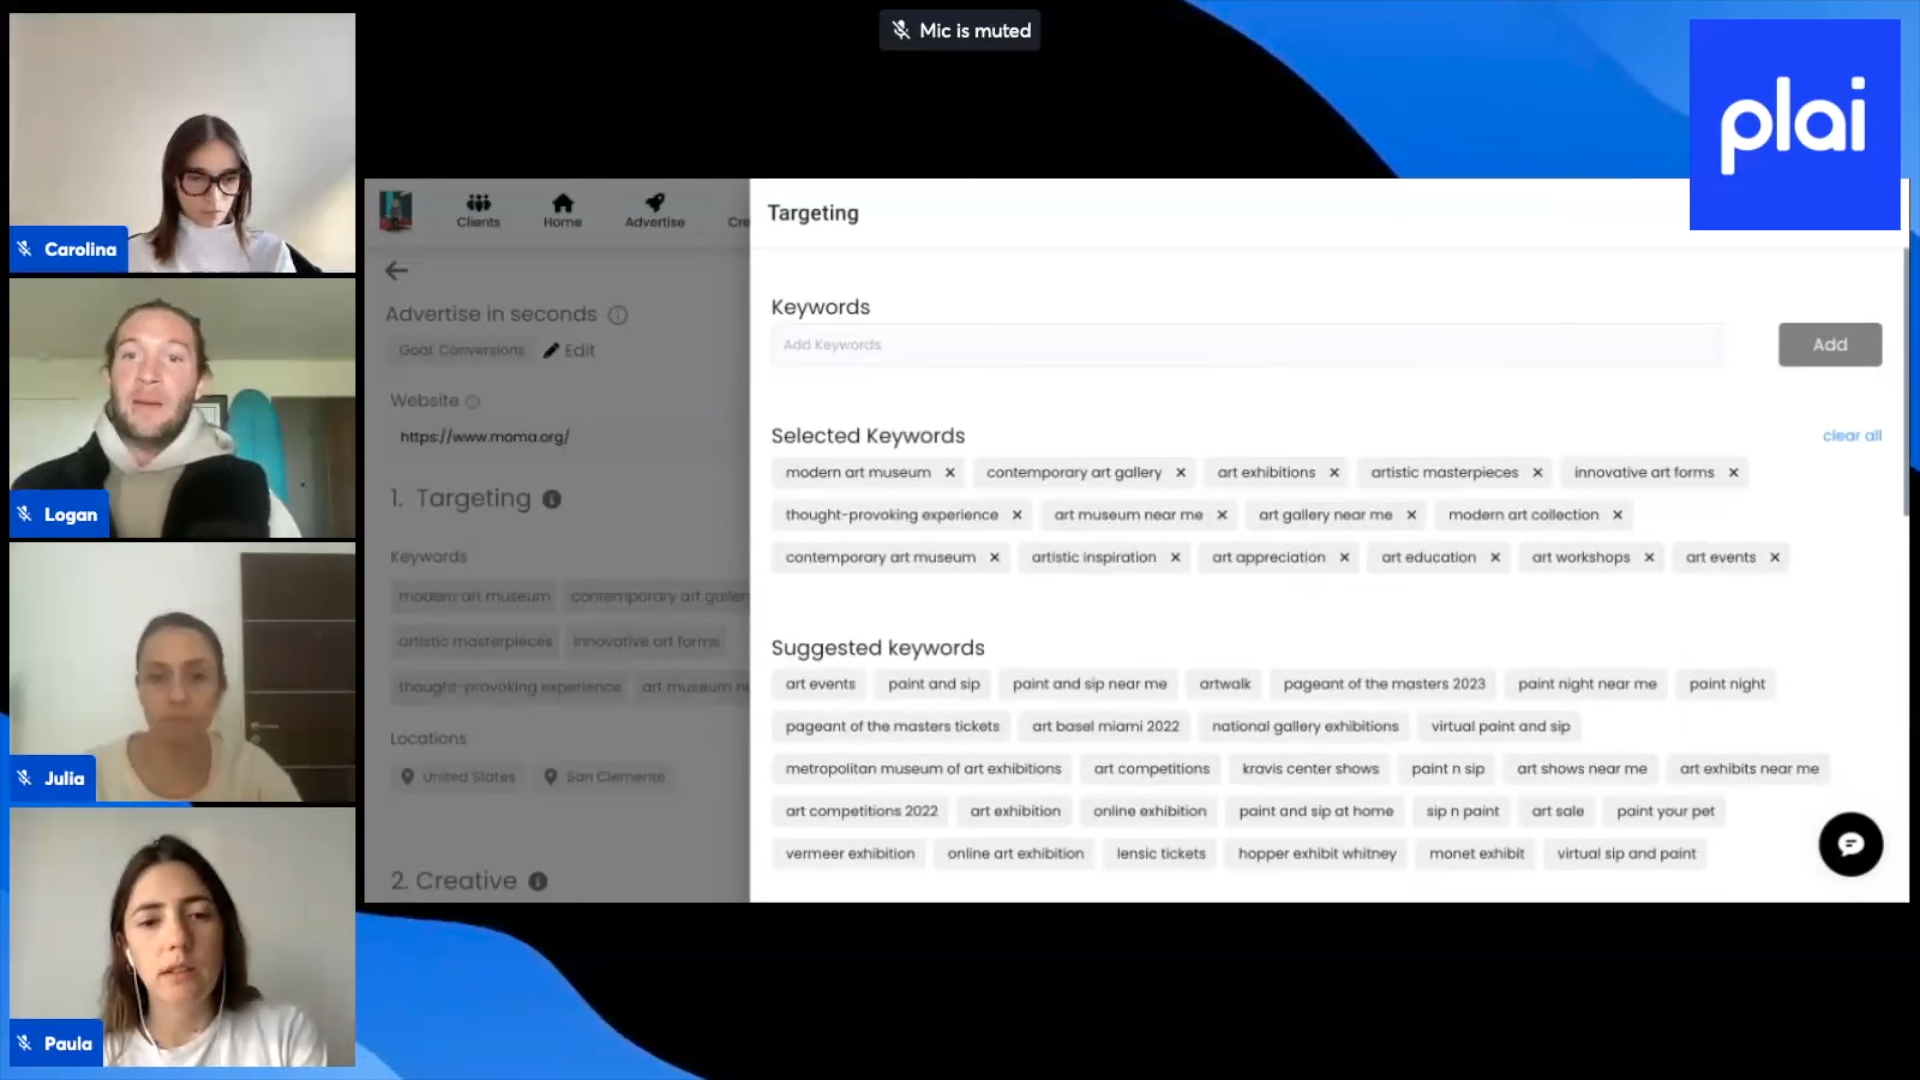 Mic is muted
plai
Carolina
Logan
Julia
Paula
Clients
Home
Advertise
Cre
Advertise in seconds
Goal: Conversions
Edit
Website
https://www.moma.org/
1. Targeting
Keywords
modern art museum contemporary art gallery
artistic masterpieces innovative art forms
thought-provoking experience art museum ne
Locations
United States San Clemente
2. Creative
Targeting
Keywords
Add Keywords
Add
Selected Keywords
clear all
modern art museum × contemporary art gallery × art exhibitions × artistic masterpieces × innovative art forms ×
thought-provoking experience × art museum near me × art gallery near me × modern art collection ×
contemporary art museum × artistic inspiration × art appreciation × art education × art workshops × art events ×
Suggested keywords
art events paint and sip paint and sip near me artwalk pageant of the masters 2023 paint night near me paint night
pageant of the masters tickets art basel miami 2022 national gallery exhibitions virtual paint and sip
metropolitan museum of art exhibitions art competitions kravis center shows paint n sip art shows near me art exhibits near me
art competitions 2022 art exhibition online exhibition paint and sip at home sip n paint art sale paint your pet
vermeer exhibition online art exhibition lensic tickets hopper exhibit whitney monet exhibit virtual sip and paint